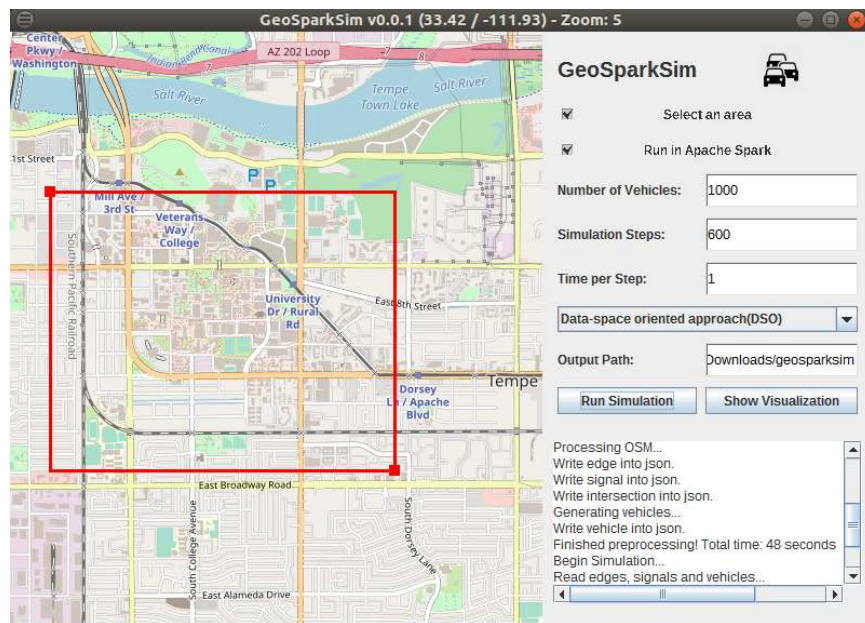 GeoSparkSim v0.0.1 (33.42 / -111.93) - Zoom: 5
Center
Pkwy /
Washington
Indian Bend Canal
7
AZ 202 Loop
7
8
Salt River
Tempe
Town Lake
Salt River
1st Street
P
P
Mill Ave /
3rd St
Veterans
Way /
College
Southern Pacific Railroad
University
Dr / Rural
Rd
East 8th Street
Tempe
Dorsey
Ln / Apache
Blvd
East Broadway Road
South College Avenue
South Dorsey Lane
East Alameda Drive
GeoSparkSim
Select an area
Run in Apache Spark
Number of Vehicles:
1000
Simulation Steps:
600
Time per Step:
1
Data-space oriented approach(DSO)
Output Path:
Downloads/geosparksim
Run Simulation
Show Visualization
Processing OSM...
Write edge into json.
Write signal into json.
Write intersection into json.
Generating vehicles...
Write vehicle into json.
Finished preprocessing! Total time: 48 seconds
Begin Simulation...
Read edges, signals and vehicles...